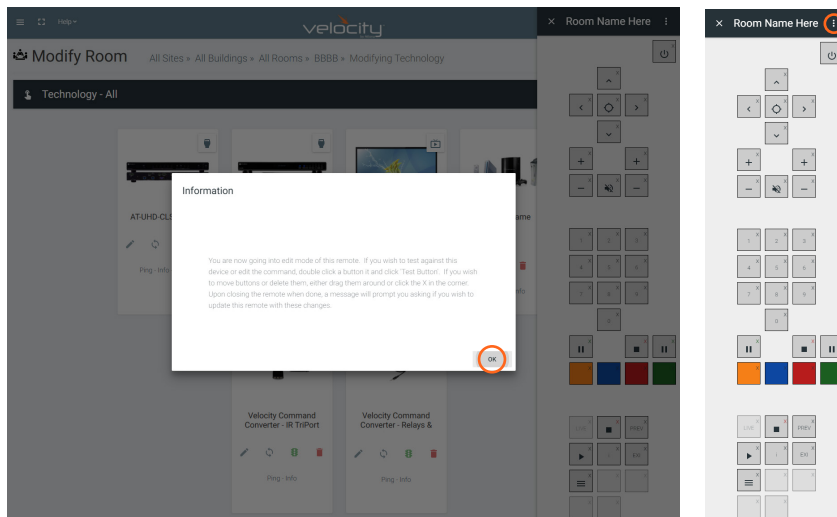 Help
velocity
Room Name Here
Modify Room
All Sites » All Buildings » All Rooms » BBBB » Modifying Technology
Technology - All
AT-UHD-CLS
Ping - Info
Information
You are now going into edit mode of this remote. If you wish to test against this
device or edit the command, double click a button it and click 'Test Button'. If you wish
to move buttons or delete them, either drag them around or click the X in the corner.
Upon closing the remote when done, a message will prompt you asking if you wish to
update this remote with these changes.
OK
Velocity Command
Converter - IR TriPort
Ping - Info
Velocity Command
Converter - Relays &
Ping - Info
1 2 3
4 5 6
7 8 9
0
PREV
EXI
Room Name Here
1 2 3
4 5 6
7 8 9
0
LIVE PREV
EXI